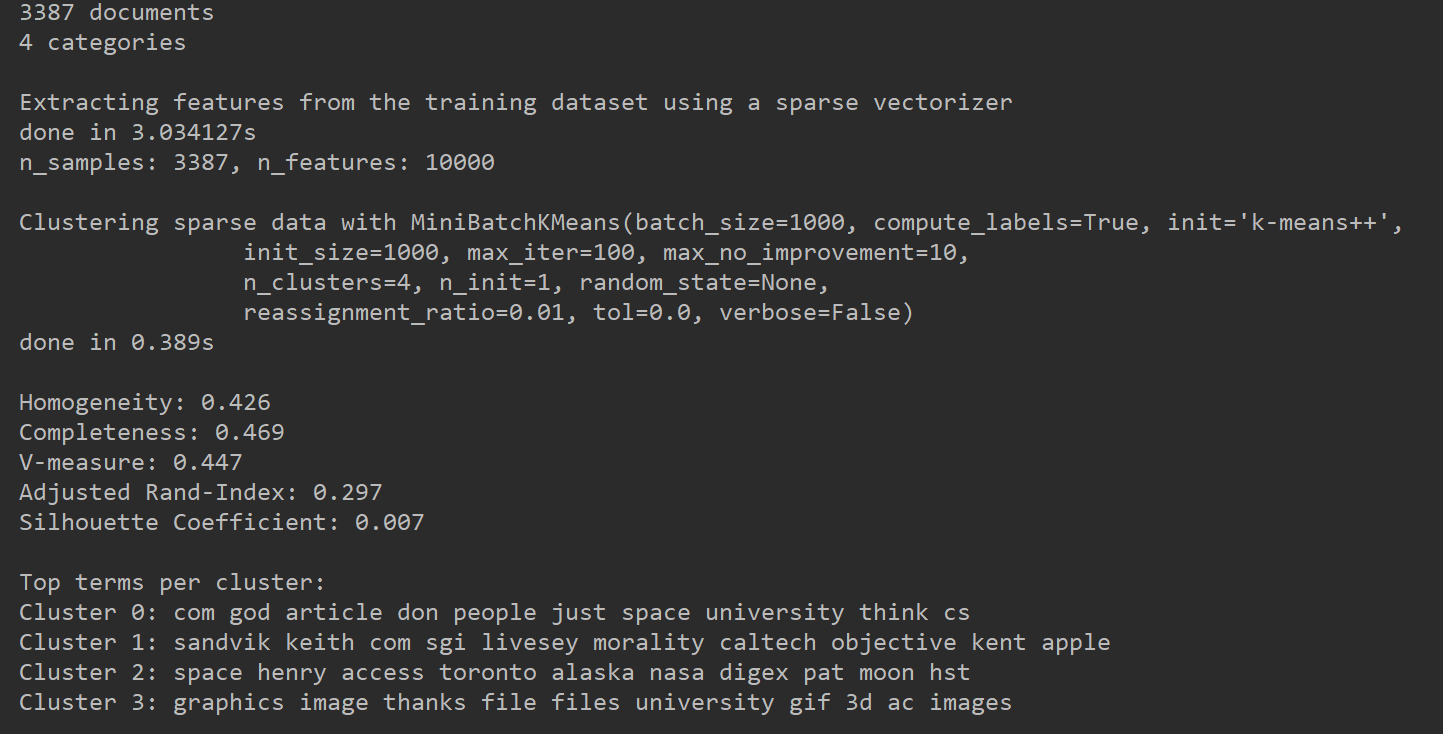 3387 documents
4 categories
Extracting features from the training dataset using a sparse vectorizer
done in 3.034127s
n_samples: 3387, n_features: 10000
Clustering sparse data with MiniBatchKMeans(batch_size=1000, compute_labels=True, init='k-means++',
init_size=1000, max_iter=100, max_no_improvement=10,
n_clusters=4, n_init=1, random_state=None,
reassignment_ratio=0.01, tol=0.0, verbose=False)
done in 0.389s
Homogeneity: 0.426
Completeness: 0.469
V-measure: 0.447
Adjusted Rand-Index: 0.297
Silhouette Coefficient: 0.007
Top terms per cluster:
Cluster 0: com god article don people just space university think cs
Cluster 1: sandvik keith com sgi livesey morality caltech objective kent apple
Cluster 2: space henry access toronto alaska nasa digex pat moon hst
Cluster 3: graphics image thanks file files university gif 3d ac images